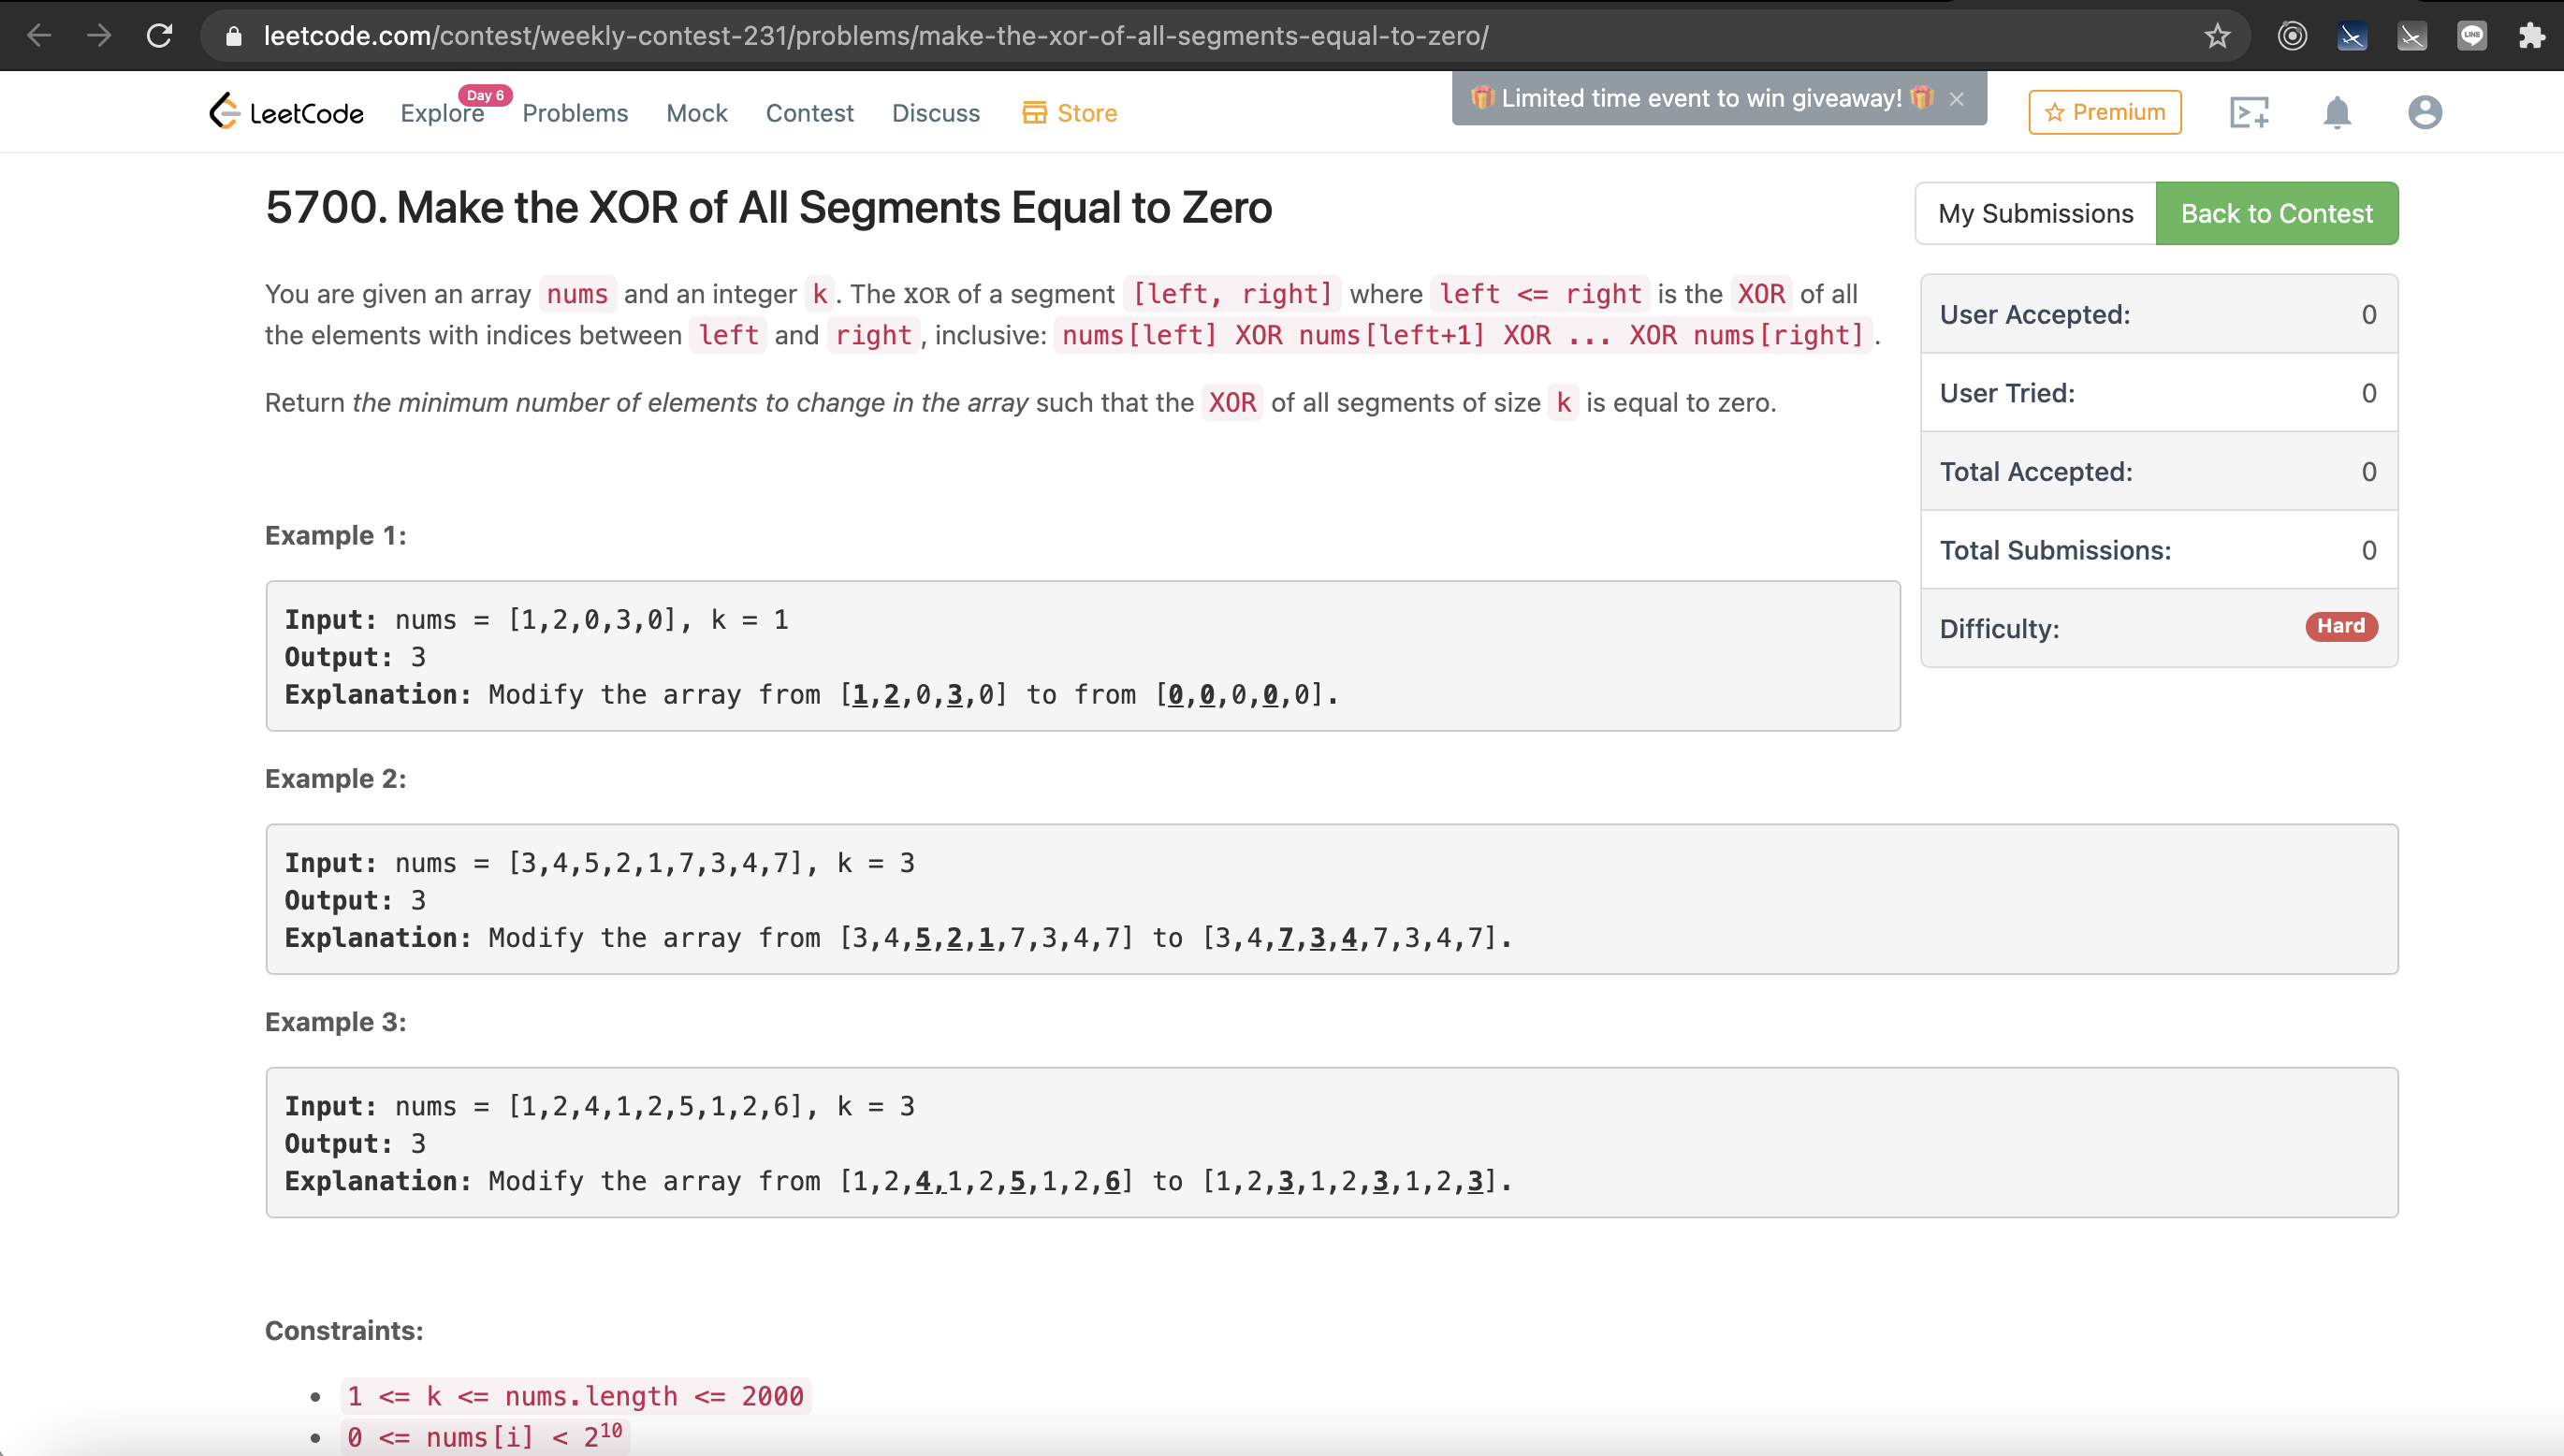 leetcode.com/contest/weekly-contest-231/problems/make-the-xor-of-all-segments-equal-to-zero/
LINE
LeetCode
Explore
Day 6
Problems
Mock
Contest
Discuss
Store
Limited time event to win giveaway!
Premium
5700. Make the XOR of All Segments Equal to Zero
My Submissions
Back to Contest
You are given an array nums and an integer k. The XOR of a segment [left, right] where left <= right is the XOR of all
the elements with indices between left and right, inclusive: nums[left] XOR nums[left+1] XOR ... XOR nums[right].
Return the minimum number of elements to change in the array such that the XOR of all segments of size k is equal to zero.
User Accepted: 0
User Tried: 0
Total Accepted: 0
Total Submissions: 0
Difficulty: Hard
Example 1:
Input: nums = [1,2,0,3,0], k = 1
Output: 3
Explanation: Modify the array from [1,2,0,3,0] to from [0,0,0,0,0].
Example 2:
Input: nums = [3,4,5,2,1,7,3,4,7], k = 3
Output: 3
Explanation: Modify the array from [3,4,5,2,1,7,3,4,7] to [3,4,7,3,4,7,3,4,7].
Example 3:
Input: nums = [1,2,4,1,2,5,1,2,6], k = 3
Output: 3
Explanation: Modify the array from [1,2,4,1,2,5,1,2,6] to [1,2,3,1,2,3,1,2,3].
Constraints:
• 1 <= k <= nums.length <= 2000
• 0 <= nums[i] < 2¹⁰